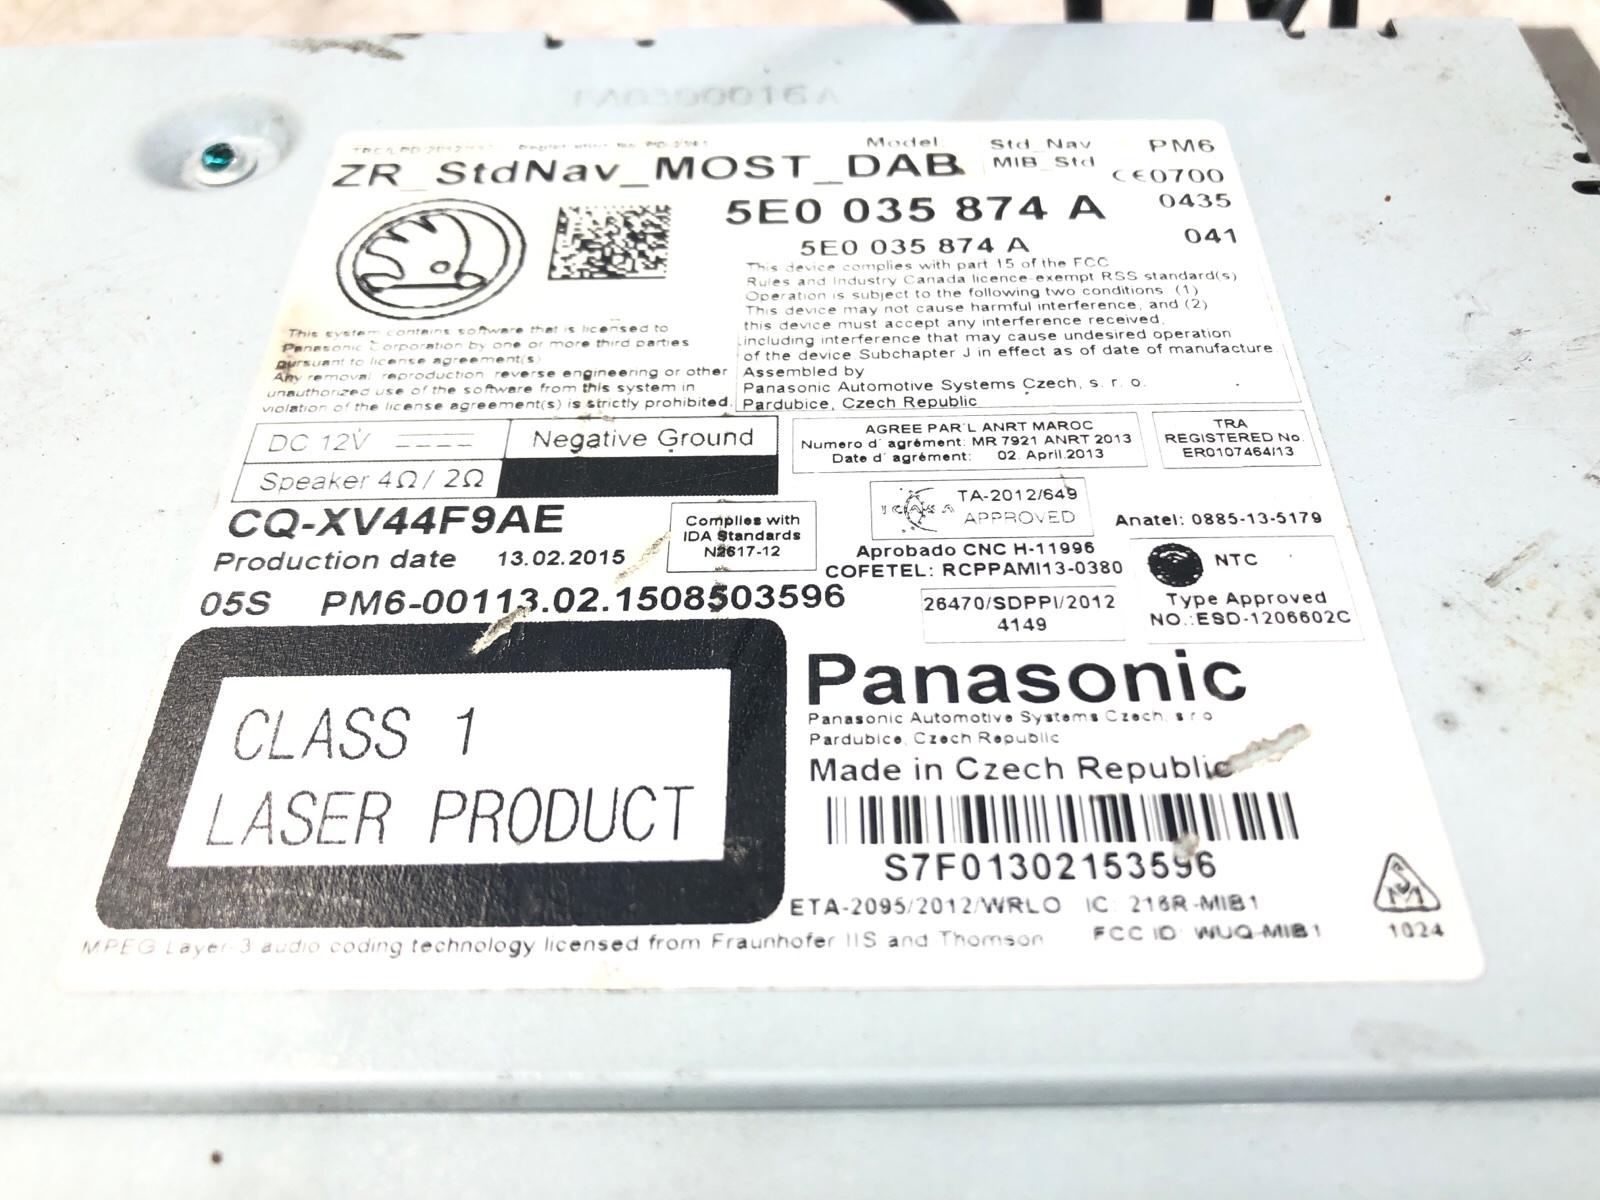 ZR_StdNav_MOST_DAB
Model: Std_Nav PM6
MIB_Std
CE0700
5E0 035 874 A 0435
5E0 035 874 A 041
This device complies with part 15 of the FCC
Rules and Industry Canada licence-exempt RSS standard(s)
Operation is subject to the following two conditions: (1)
This device may not cause harmful interference, and (2)
this device must accept any interference received,
including interference that may cause undesired operation
of the device Subchapter J in effect as of date of manufacture
Assembled by
Panasonic Automotive Systems Czech, s. r. o.
Pardubice, Czech Republic
This system contains software that is licensed to
Panasonic Corporation by one or more third parties
pursuant to license agreement(s)
Any removal, reproduction, reverse engineering or other
unauthorized use of the software from this system in
violation of the license agreement(s) is strictly prohibited.
DC 12V Negative Ground
Speaker 4Ω / 2Ω
AGREE PAR'L ANRT MAROC
Numero d' agrément: MR 7921 ANRT 2013
Date d' agrément: 02. April.2013
TRA
REGISTERED No.
ER0107464/13
CQ-XV44F9AE
Production date 13.02.2015
Complies with
IDA Standards
N2617-12
ICASA
TA-2012/649
APPROVED
Anatel: 0885-13-5179
Aprobado CNC H-11996
COFETEL: RCPPAMI13-0380
NTC
Type Approved
NO.:ESD-1206602C
05S PM6-00113.02.1508503596
26470/SDPPI/2012
4149
CLASS 1
LASER PRODUCT
Panasonic
Panasonic Automotive Systems Czech, s.r.o
Pardubice, Czech Republic
Made in Czech Republic
S7F01302153596
ETA-2095/2012/WRLO IC: 216R-MIB1
FCC ID: WUQ-MIB1
1024
MPEG Layer-3 audio coding technology licensed from Fraunhofer IIS and Thomson